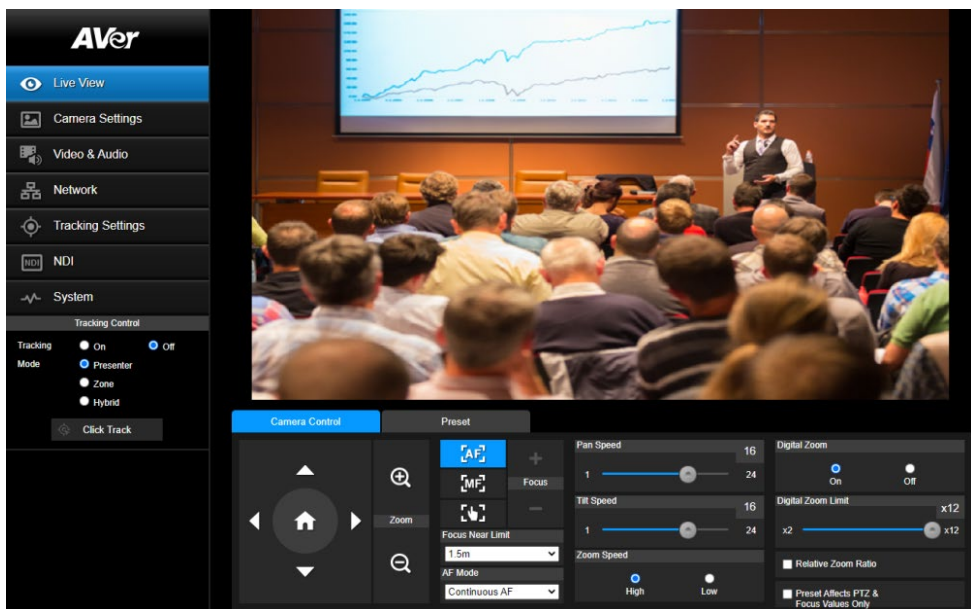 AVer
Live View
Camera Settings
Video & Audio
Network
Tracking Settings
NDI NDI
System
Tracking Control
Tracking On Off
Mode Presenter
Zone
Hybrid
Click Track
Camera Control Preset
AF
MF
Focus
Zoom
Focus Near Limit
1.5m
AF Mode
Continuous AF
Pan Speed 16
1 24
Tilt Speed 16
1 24
Zoom Speed
High Low
Digital Zoom
On Off
Digital Zoom Limit x12
x2 x12
Relative Zoom Ratio
Preset Affects PTZ &
Focus Values Only